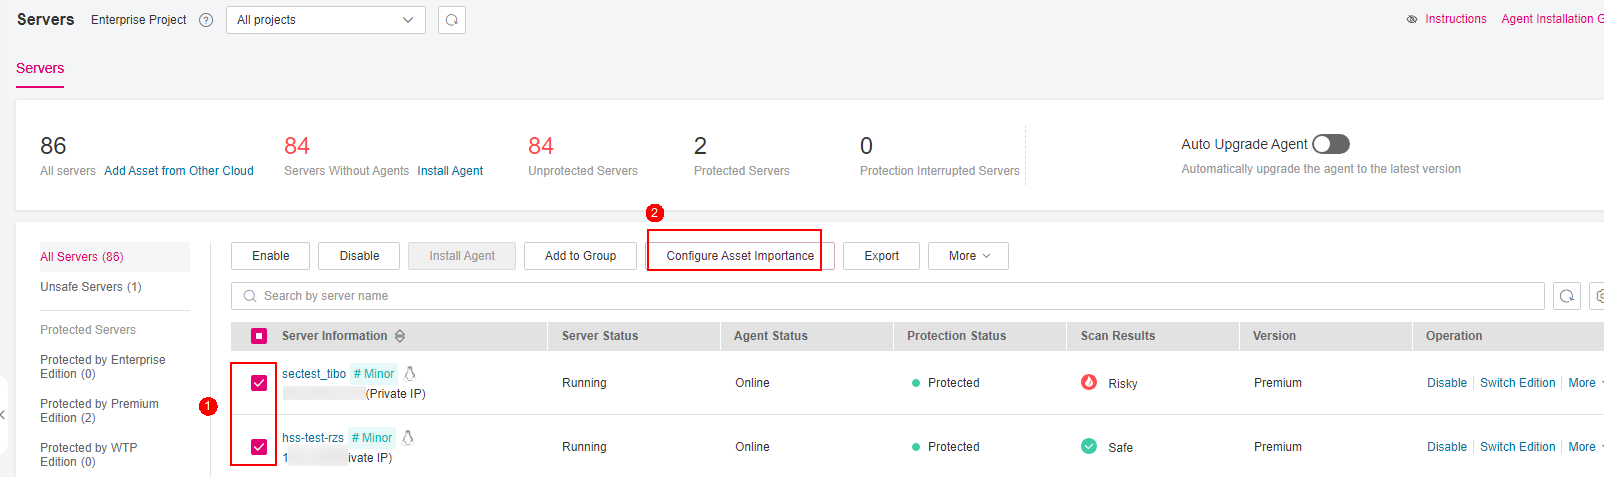 Servers Enterprise Project ? All projects Instructions Agent Installation G
Servers
86 84 84 2 0 Auto Upgrade Agent
All servers Add Asset from Other Cloud Servers Without Agents Install Agent Unprotected Servers Protected Servers Protection Interrupted Servers Automatically upgrade the agent to the latest version
2
All Servers (86) Enable Disable Install Agent Add to Group Configure Asset Importance Export More
Unsafe Servers (1) Search by server name
Protected Servers Server Information Server Status Agent Status Protection Status Scan Results Version Operation
Protected by Enterprise
Edition (0)
sectest_tibo # Minor Running Online Protected Risky Premium Disable Switch Edition More
(Private IP)
Protected by Premium
Edition (2)
1
hss-test-rzs # Minor Running Online Protected Safe Premium Disable Switch Edition More
1 ivate IP)
Protected by WTP
Edition (0)